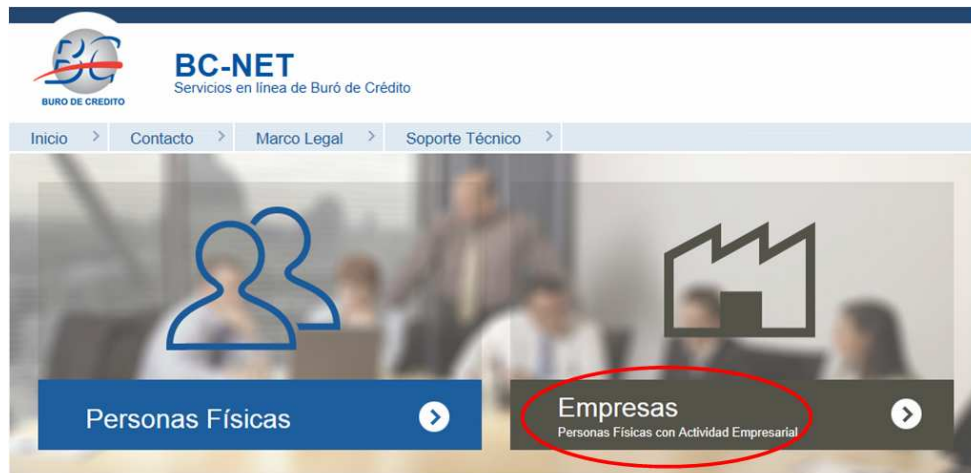 BC
BURO DE CREDITO
BC-NET
Servicios en línea de Buró de Crédito
Inicio
Contacto
Marco Legal
Soporte Técnico
Personas Físicas
Empresas
Personas Físicas con Actividad Empresarial